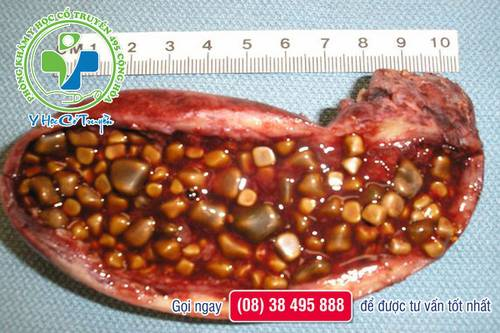 PHÒNG KHÁM Y HỌC CỔ TRUYỀN 495 CỘNG HÒA
Y Học Cổ Truyền
CM 1 2 3 4 5 6 7 8 9 10
Gọi ngay (08) 38 495 888 để được tư vấn tốt nhất